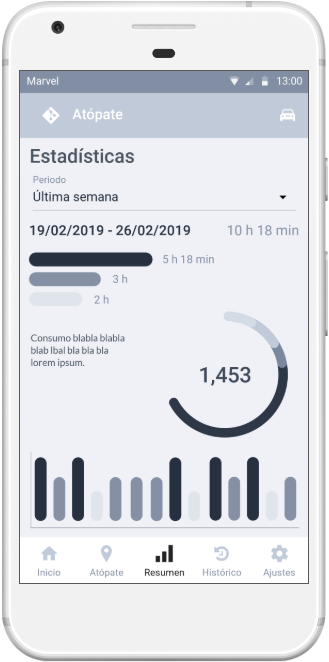 Marvel
13:00
Atópate
Estadísticas
Periodo
Última semana
19/02/2019 - 26/02/2019
10 h 18 min
5 h 18 min
3 h
2 h
Consumo blabla blabla
blab lbal bla bla bla
lorem ipsum.
1,453
Inicio
Atópate
Resumen
Histórico
Ajustes